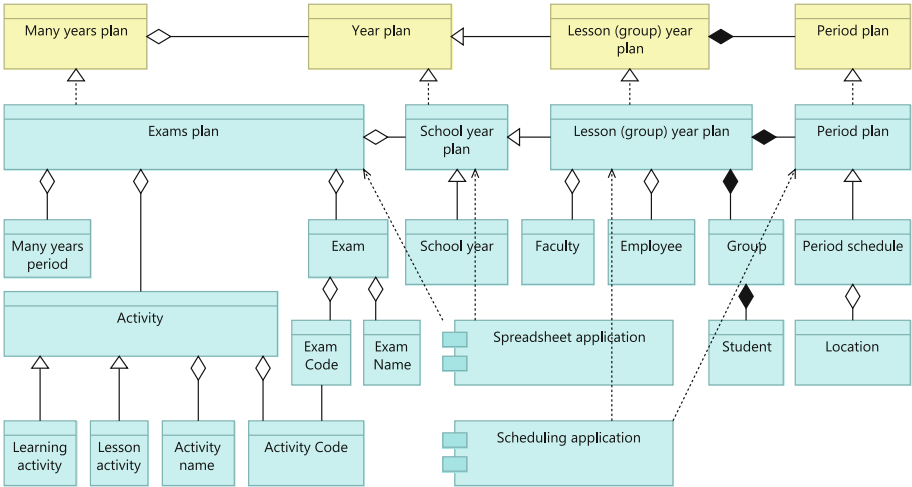 Many years plan
Year plan
Lesson (group) year
plan
Period plan
Exams plan
School year
plan
Lesson (group) year plan
Period plan
Many years
period
Exam
School year
Faculty
Employee
Group
Period schedule
Activity
Exam
Code
Exam
Name
Spreadsheet application
Student
Location
Learning
activity
Lesson
activity
Activity
name
Activity Code
Scheduling application